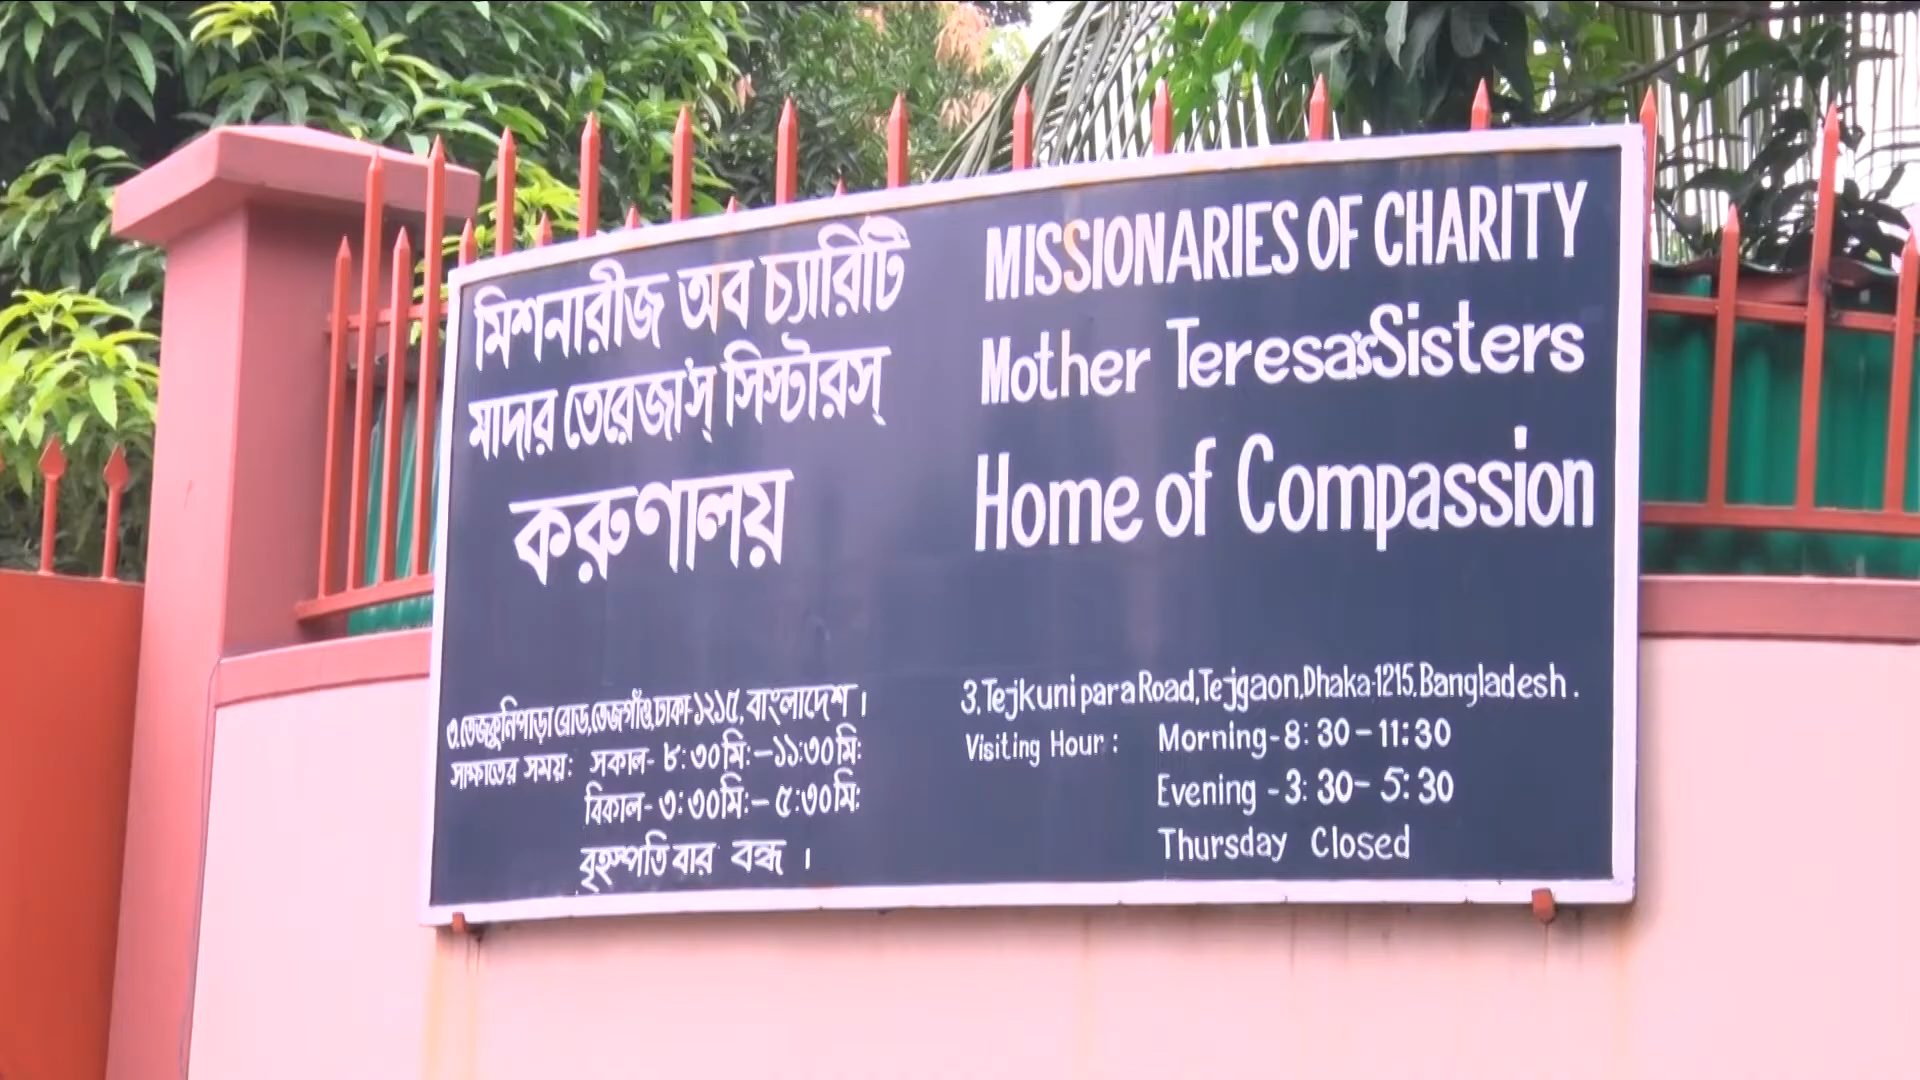 মিশনারীজ অব চ্যারিটি
মাদার তেরেজা'স্ সিস্টারস্
করুণালয়
৩,তেজকুনিপাড়া রোড,তেজগাঁও,ঢাকা-১২১৫, বাংলাদেশ।
সাক্ষাতের সময়: সকাল- ৮:৩০মি:-১১:৩০মি:
বিকাল- ৩:৩০মি:- ৫:৩০মি:
বৃহস্পতি বার বন্ধ ।
MISSIONARIES OF CHARITY
Mother Teresa's Sisters
Home of Compassion
3,Tejkuni para Road,Tejgaon,Dhaka-1215,Bangladesh.
Visiting Hour: Morning-8:30-11:30
Evening -3:30-5:30
Thursday Closed